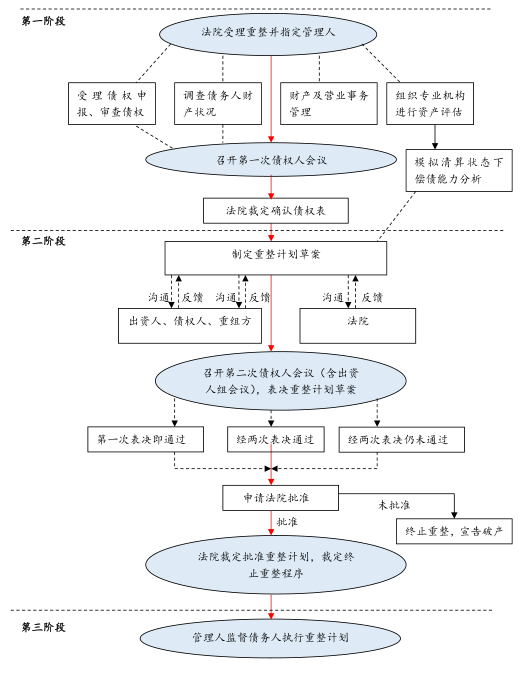 第一阶段
法院受理重整并指定管理人
受理债权申
报、审查债权
调查债务人财
产状况
财产及营业事务
管理
组织专业机构
进行资产评估
召开第一次债权人会议
模拟清算状态下
偿债能力分析
法院裁定确认债权表
第二阶段
制定重整计划草案
沟通
反馈
沟通
反馈
沟通
反馈
出资人、债权人、重组方
法院
召开第二次债权人会议（含出资
人组会议），表决重整计划草案
第一次表决即通过
经两次表决通过
经两次表决仍未通过
申请法院批准
未批准
批准
终止重整，宣告破产
法院裁定批准重整计划，裁定终
止重整程序
第三阶段
管理人监督债务人执行重整计划